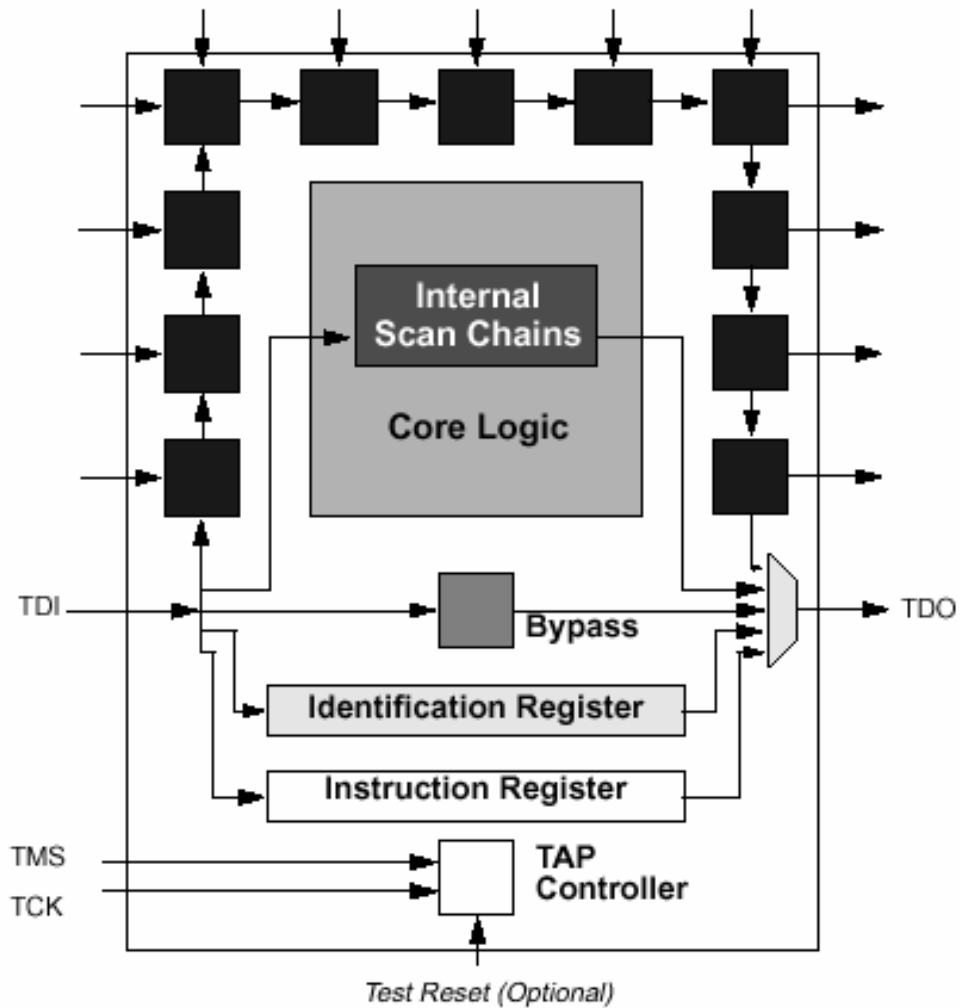 Internal
Scan Chains
Core Logic
TDI
Bypass
TDO
Identification Register
Instruction Register
TMS
TCK
TAP
Controller
Test Reset (Optional)